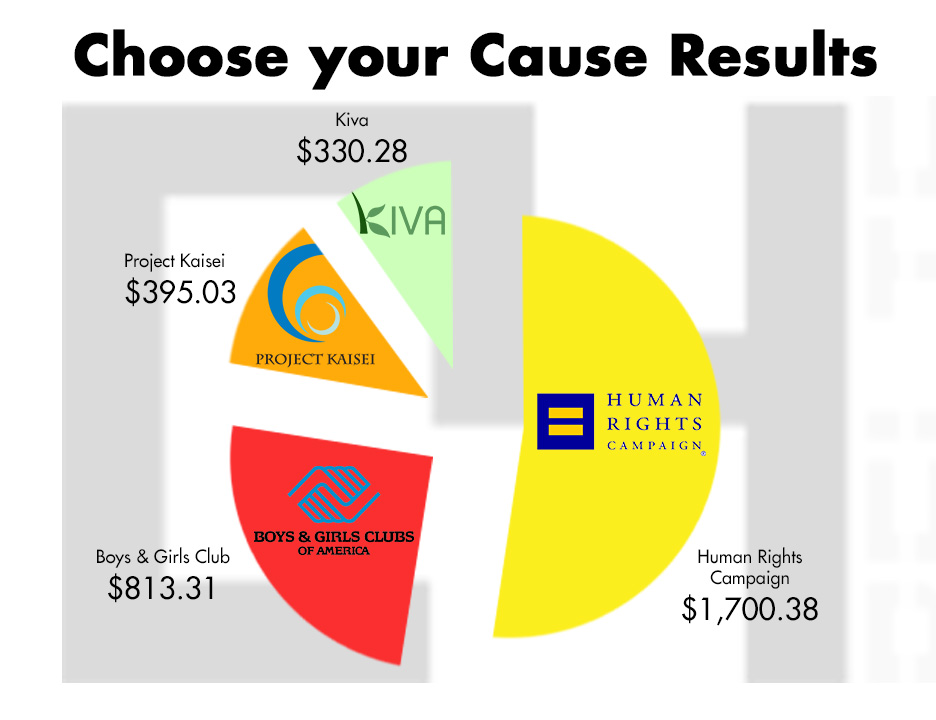 Choose your Cause Results
Kiva
$330.28
KIVA
Project Kaisei
$395.03
PROJECT KAISEI
HUMAN
RIGHTS
CAMPAIGN®
BOYS & GIRLS CLUBS
OF AMERICA
Boys & Girls Club
$813.31
Human Rights
Campaign
$1,700.38